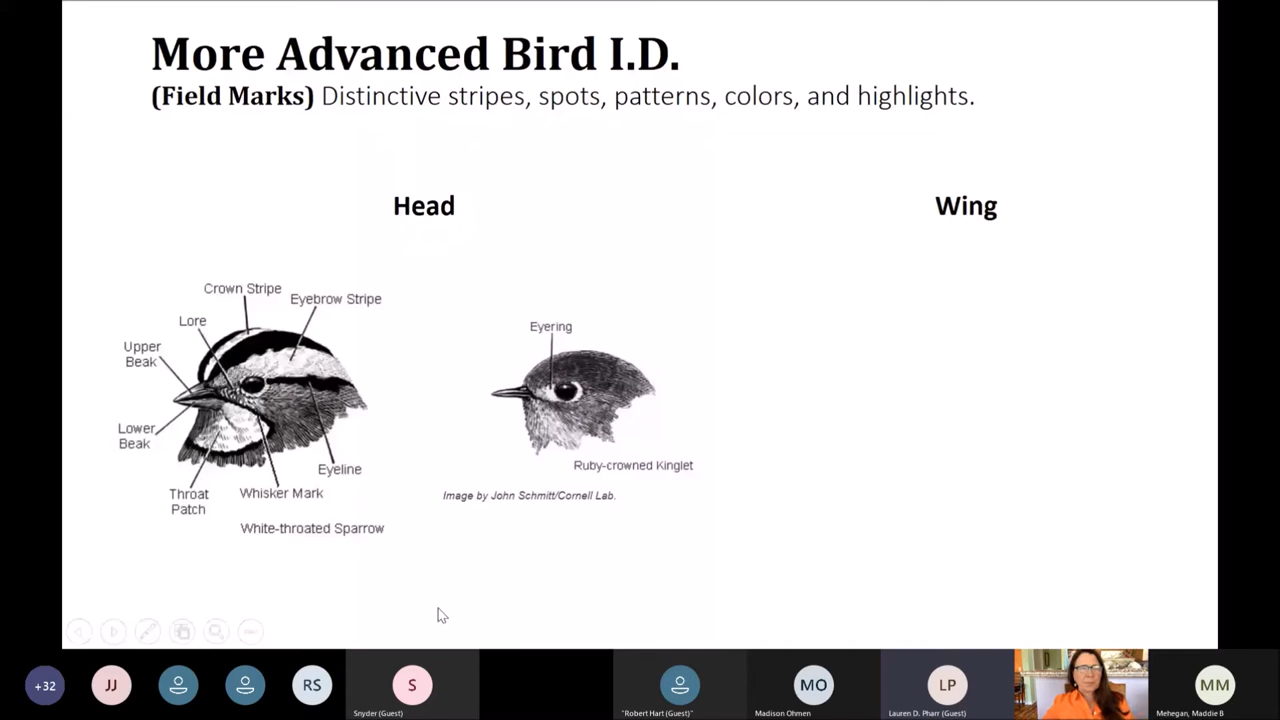 More Advanced Bird I.D.
(Field Marks) Distinctive stripes, spots, patterns, colors, and highlights.
Head
Wing
Crown Stripe
Eyebrow Stripe
Lore
Upper
Beak
Lower
Beak
Throat
Patch
Whisker Mark
Eyeline
White-throated Sparrow
Eyering
Ruby-crowned Kinglet
Image by John Schmitt/Cornell Lab.
+32
JJ
RS
S
MO
LP
MM
Snyder (Guest)
"Robert Hart (Guest)"
Madison Ohmen
Lauren D. Pharr (Guest)
Mehegan, Maddie B